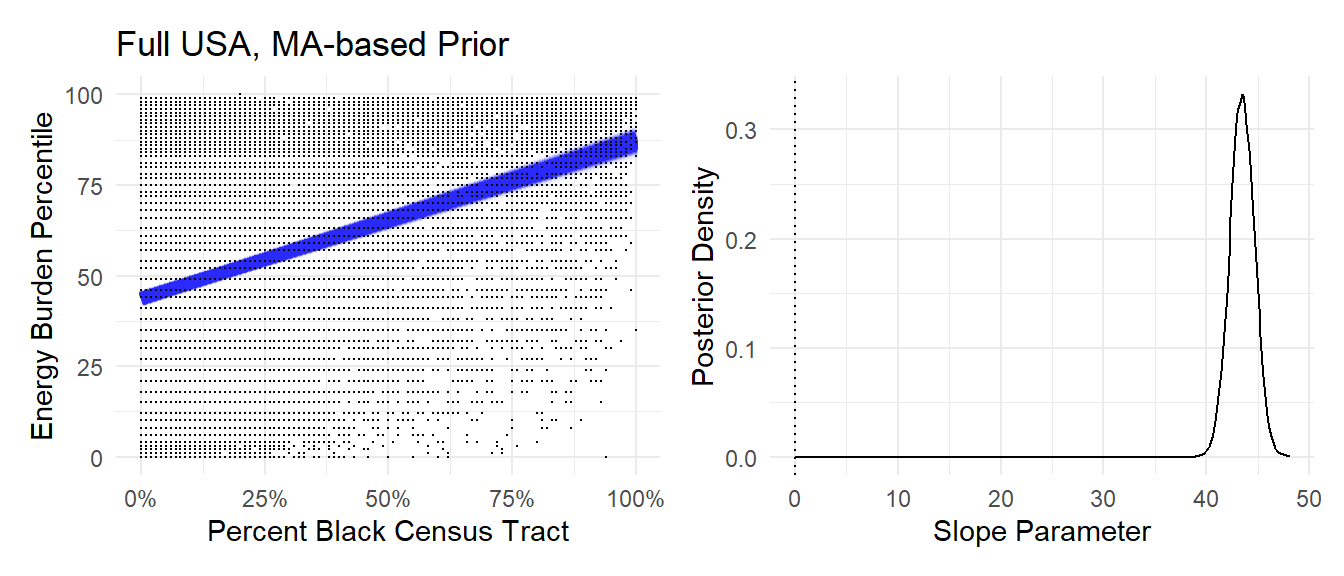 Full USA, MA-based Prior
Energy Burden Percentile
100
75
50
25
0
0% 25% 50% 75% 100%
Percent Black Census Tract
Posterior Density
0.3
0.2
0.1
0.0
0 10 20 30 40 50
Slope Parameter